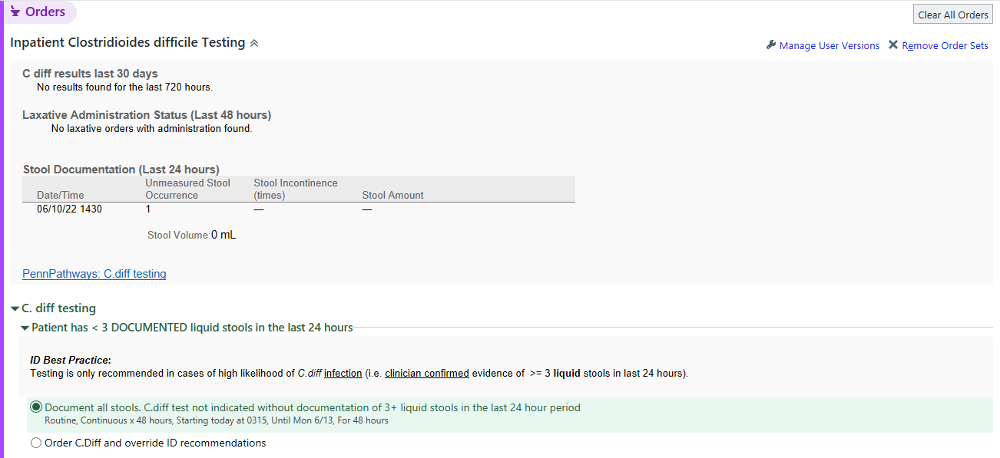 Orders
Clear All Orders
Inpatient Clostridioides difficile Testing
Manage User Versions
Remove Order Sets
C diff results last 30 days
No results found for the last 720 hours.
Laxative Administration Status (Last 48 hours)
No laxative orders with administration found.
Stool Documentation (Last 24 hours)
Date/Time Unmeasured Stool Occurrence Stool Incontinence (times) Stool Amount
06/10/22 1430 1 — —
Stool Volume:0 mL
PennPathways: C.diff testing
C. diff testing
Patient has < 3 DOCUMENTED liquid stools in the last 24 hours
ID Best Practice:
Testing is only recommended in cases of high likelihood of C.diff infection (i.e. clinician confirmed evidence of >= 3 liquid stools in last 24 hours).
Document all stools. C.diff test not indicated without documentation of 3+ liquid stools in the last 24 hour period
Routine, Continuous x 48 hours, Starting today at 0315, Until Mon 6/13, For 48 hours
Order C.Diff and override ID recommendations